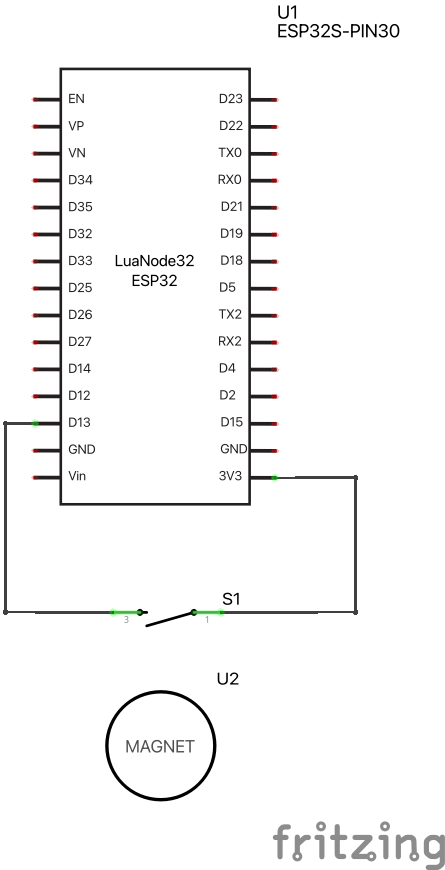 U1
ESP32S-PIN30
EN
VP
VN
D34
D35
D32
D33
D25
D26
D27
D14
D12
D13
GND
Vin
LuaNode32
ESP32
D23
D22
TX0
RX0
D21
D19
D18
D5
TX2
RX2
D4
D2
D15
GND
3V3
S1
3
1
U2
MAGNET
fritzing